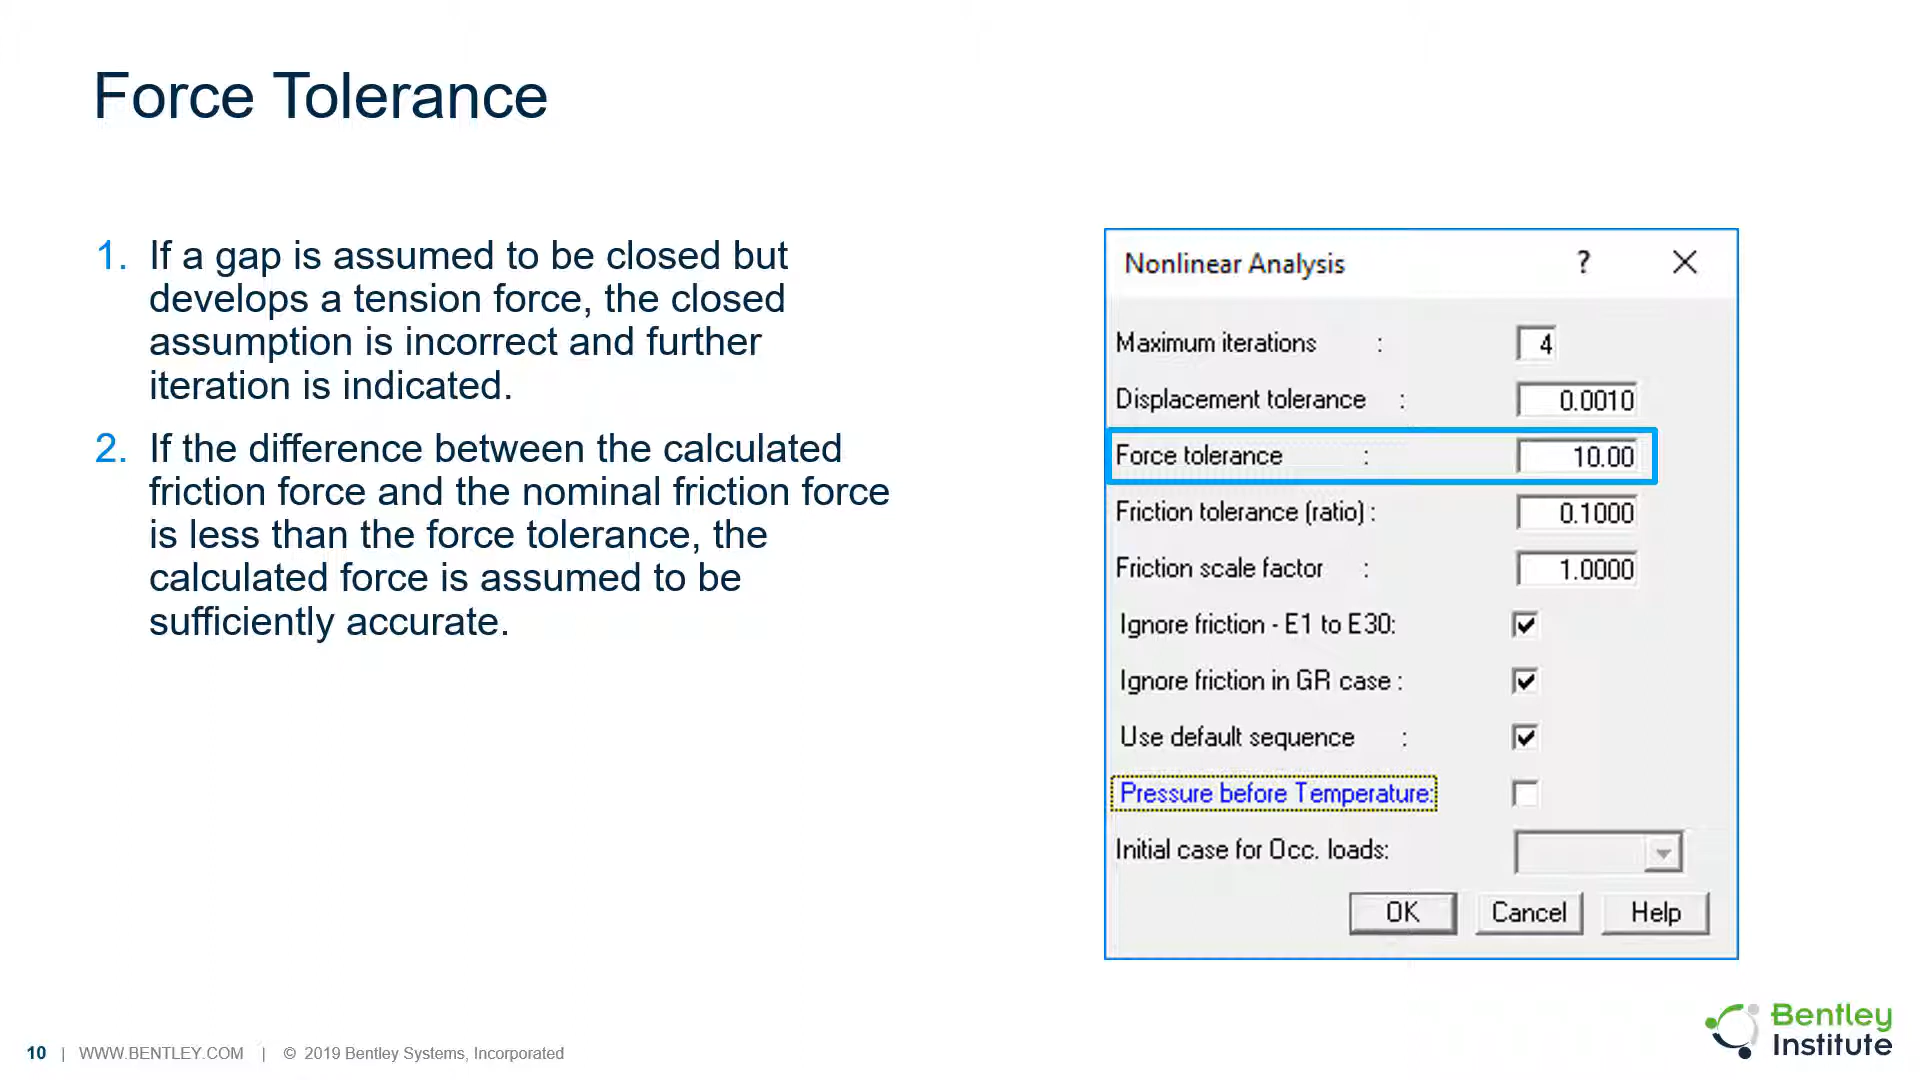 Force Tolerance
1. If a gap is assumed to be closed but
develops a tension force, the closed
assumption is incorrect and further
iteration is indicated.
2. If the difference between the calculated
friction force and the nominal friction force
is less than the force tolerance, the
calculated force is assumed to be
sufficiently accurate.
Nonlinear Analysis ?
Maximum iterations : 4
Displacement tolerance : 0.0010
Force tolerance : 10.00
Friction tolerance (ratio) : 0.1000
Friction scale factor : 1.0000
Ignore friction - E1 to E30:
Ignore friction in GR case :
Use default sequence :
Pressure before Temperature:
Initial case for Occ. loads:
OK Cancel Help
10 | WWW.BENTLEY.COM | © 2019 Bentley Systems, Incorporated
Bentley
Institute